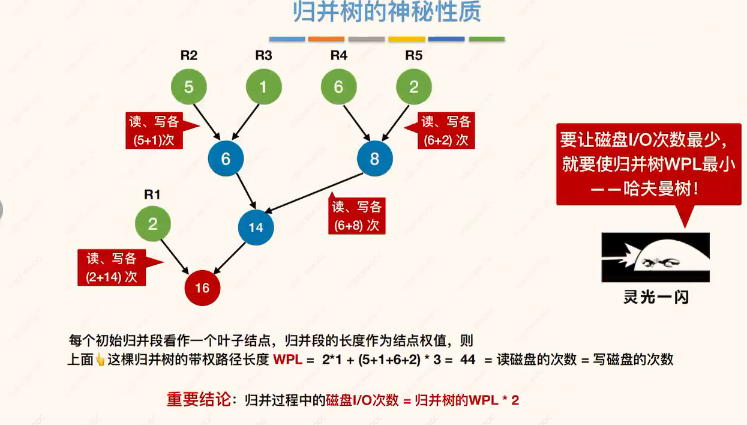 归并树的神秘性质
R2 R3 R4 R5
5 1 6 2
读、写各
(5+1)次
读、写各
(6+2) 次
6 8
要让磁盘I/O次数最少，
就要使归并树WPL最小
——哈夫曼树！
R1
2
读、写各
(6+8) 次
14
读、写各
(2+14) 次
16
灵光一闪
每个初始归并段看作一个叶子结点，归并段的长度作为结点权值，则
上面👆这棵归并树的带权路径长度 WPL = 2*1 + (5+1+6+2) * 3 = 44 = 读磁盘的次数 = 写磁盘的次数
重要结论：归并过程中的磁盘I/O次数 = 归并树的WPL * 2